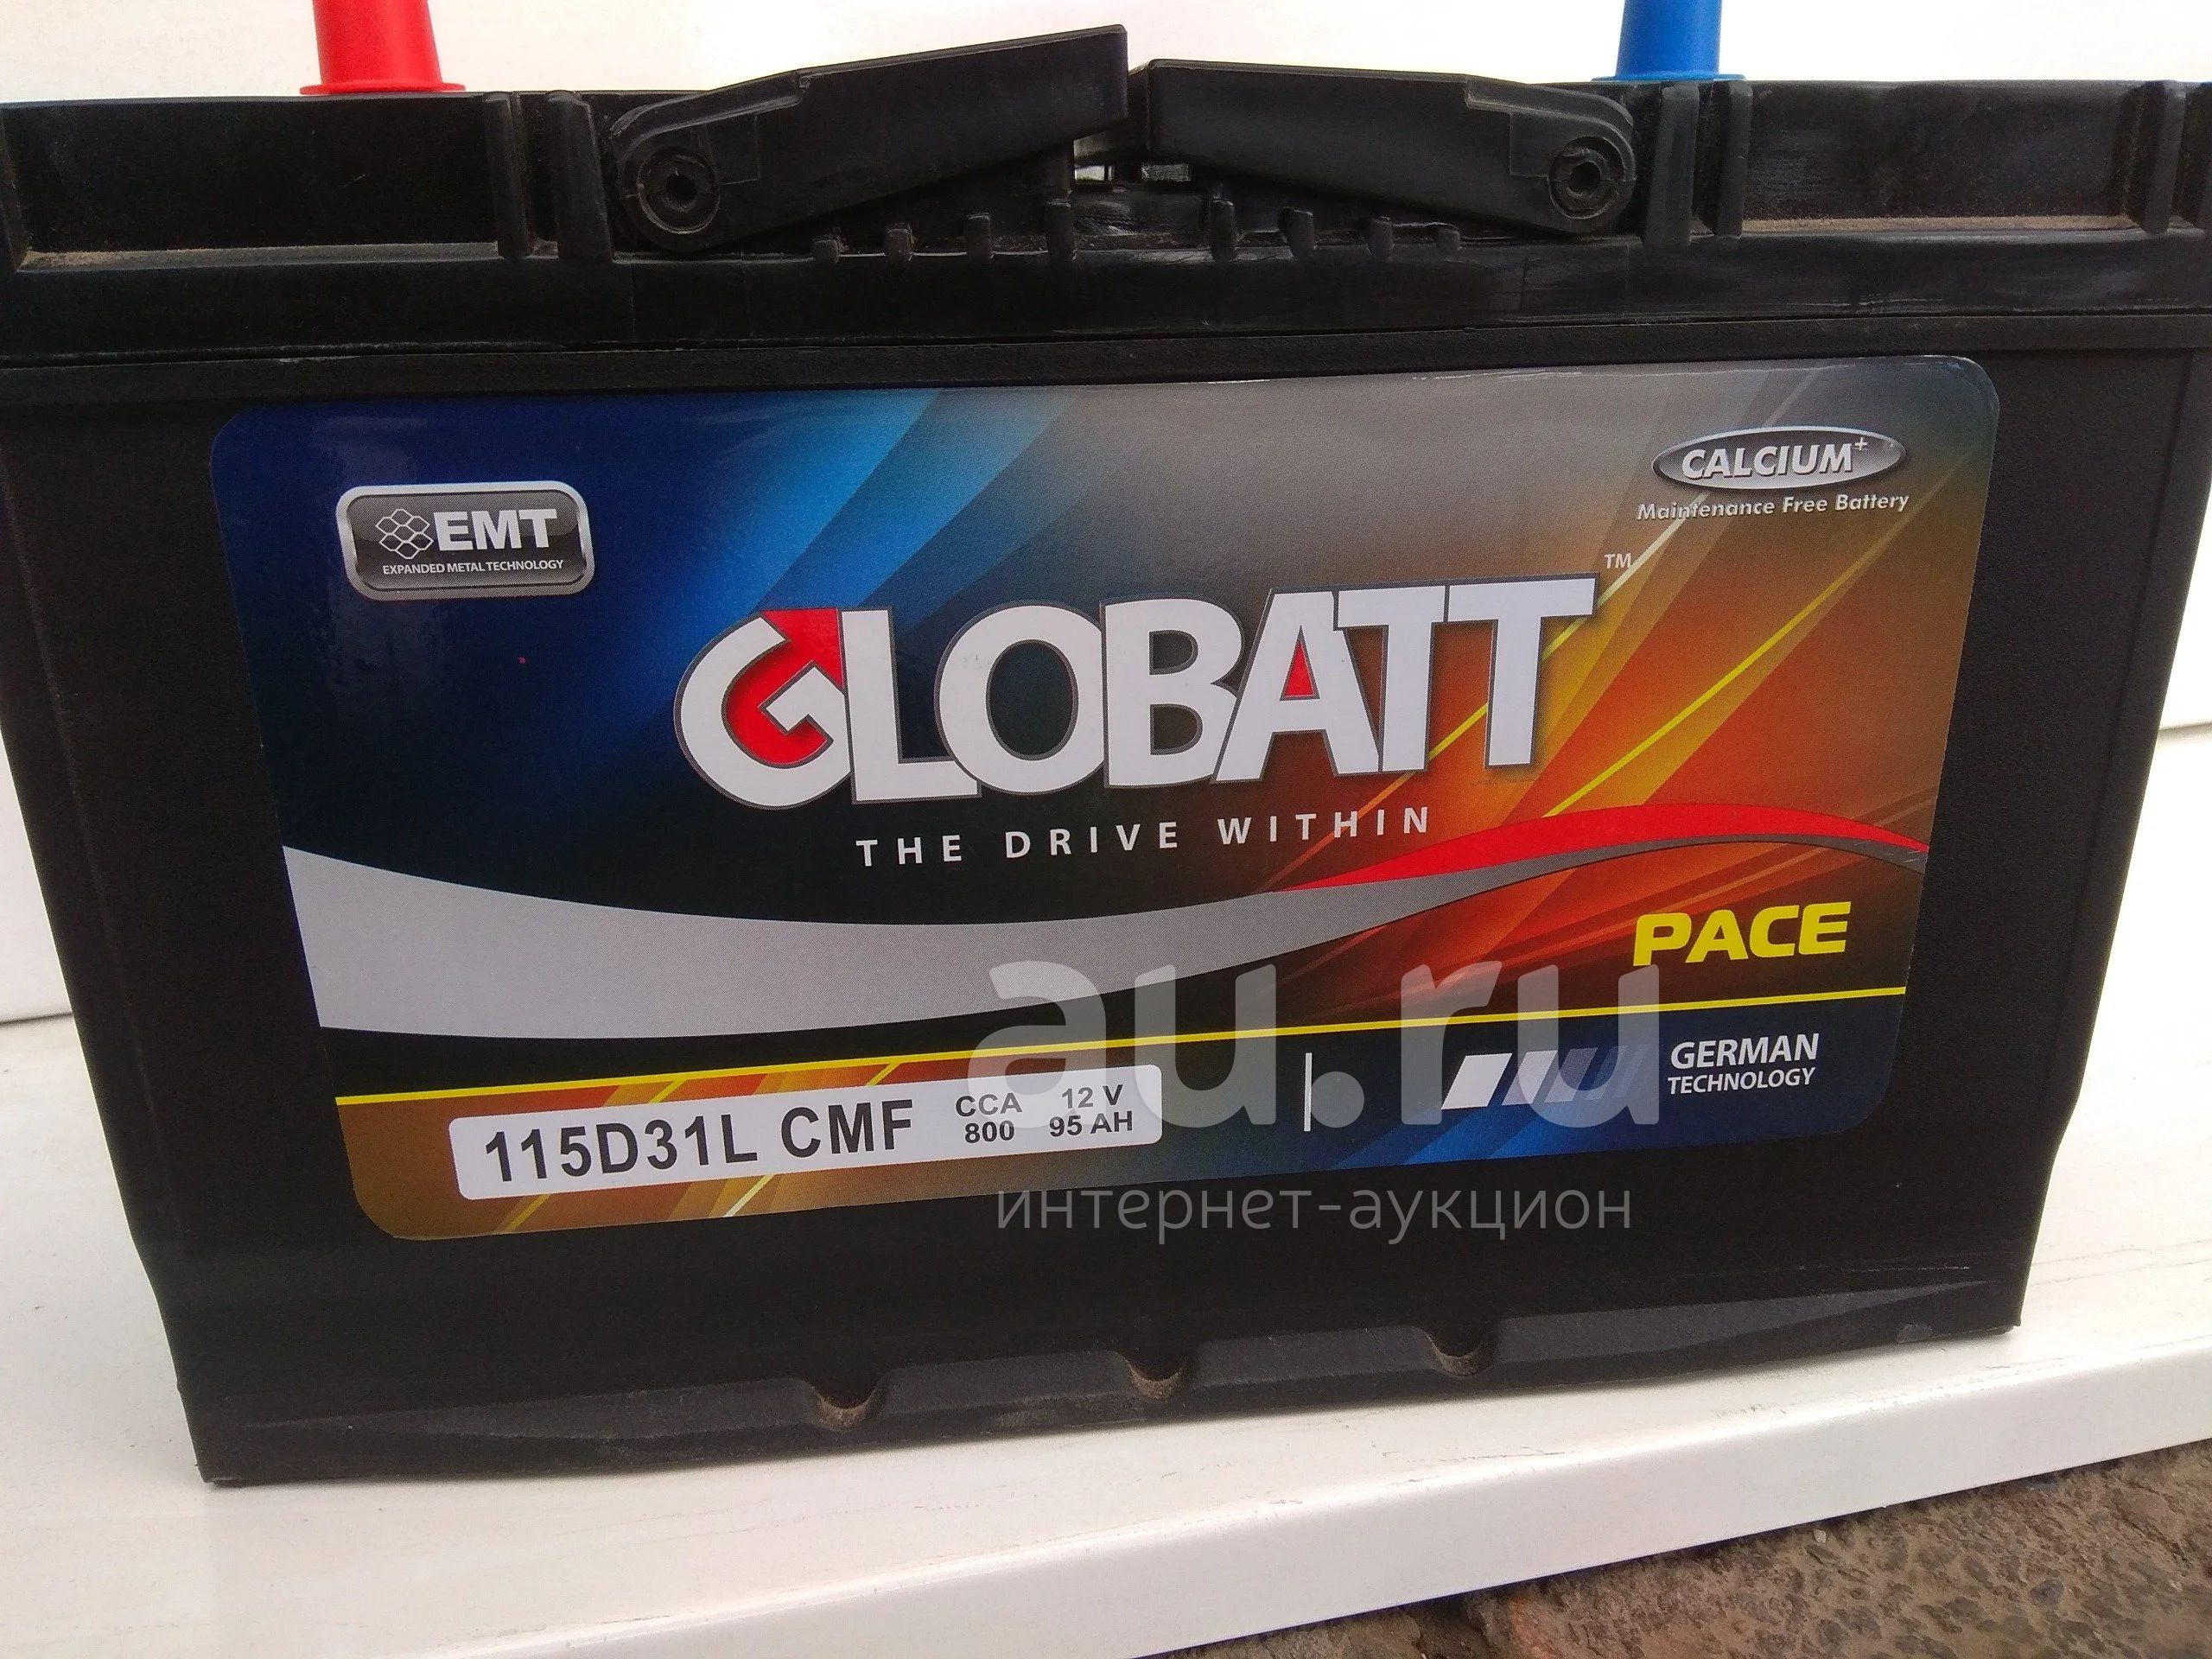 CALCIUM+
Maintenance Free Battery
EMT
EXPANDED METAL TECHNOLOGY
GLOBATT™
THE DRIVE WITHIN
PACE
au.ru
интернет-аукцион
GERMAN
TECHNOLOGY
115D31L CMF
CCA 12 V
800 95 AH